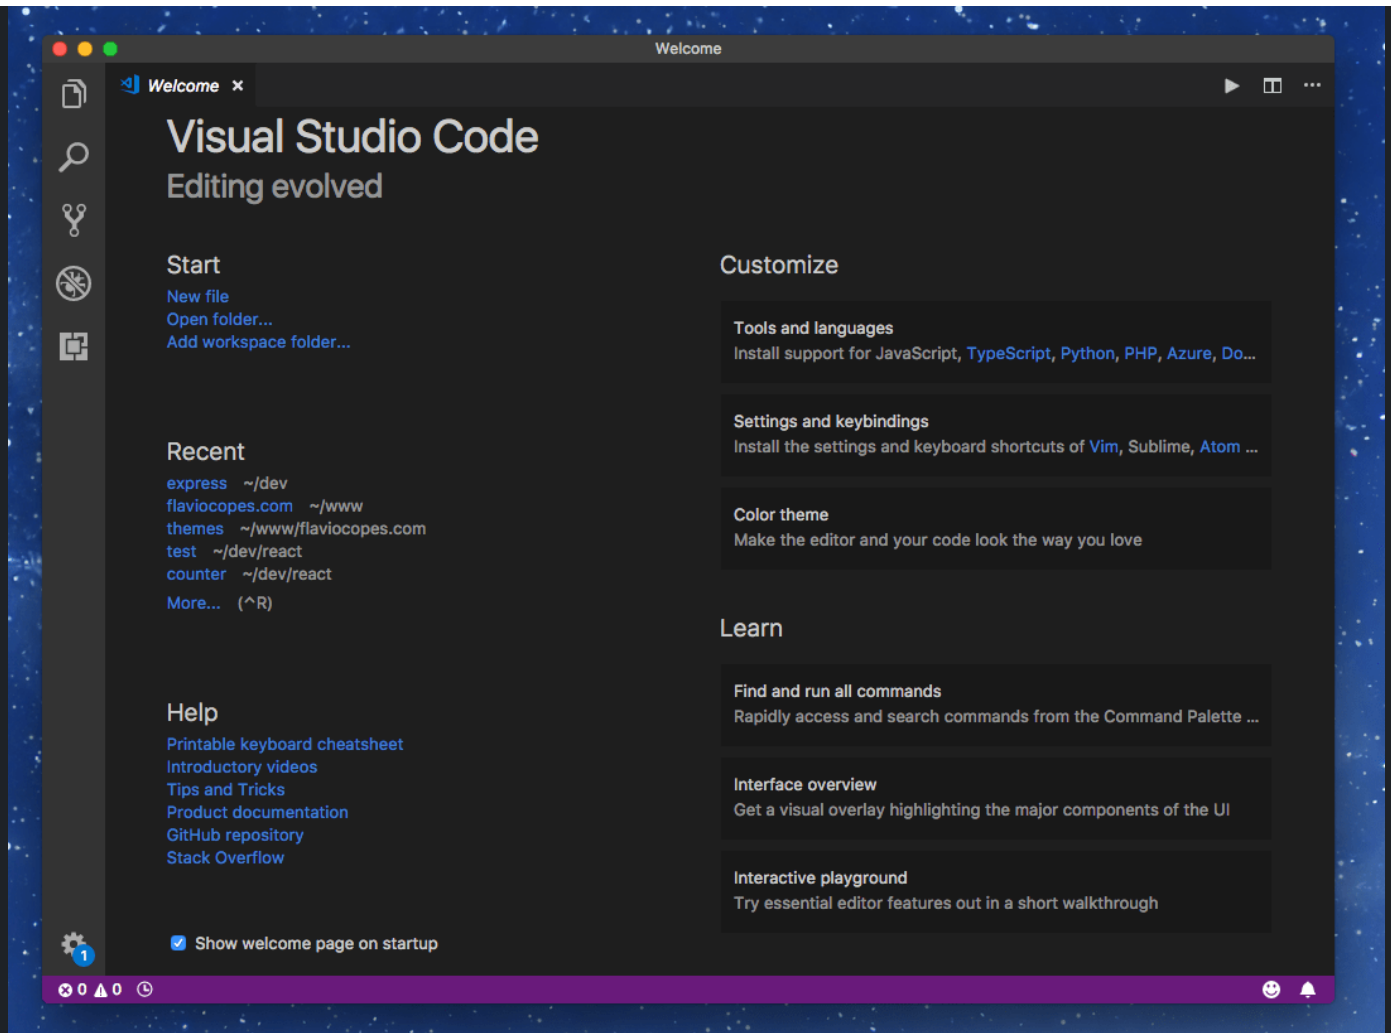 Welcome
Welcome
Visual Studio Code
Editing evolved
Start
New file
Open folder...
Add workspace folder...
Recent
express ~/dev
flaviocopes.com ~/www
themes ~/www/flaviocopes.com
test ~/dev/react
counter ~/dev/react
More... (^R)
Help
Printable keyboard cheatsheet
Introductory videos
Tips and Tricks
Product documentation
GitHub repository
Stack Overflow
Show welcome page on startup
Customize
Tools and languages
Install support for JavaScript, TypeScript, Python, PHP, Azure, Do...
Settings and keybindings
Install the settings and keyboard shortcuts of Vim, Sublime, Atom ...
Color theme
Make the editor and your code look the way you love
Learn
Find and run all commands
Rapidly access and search commands from the Command Palette ...
Interface overview
Get a visual overlay highlighting the major components of the UI
Interactive playground
Try essential editor features out in a short walkthrough
1
0 0